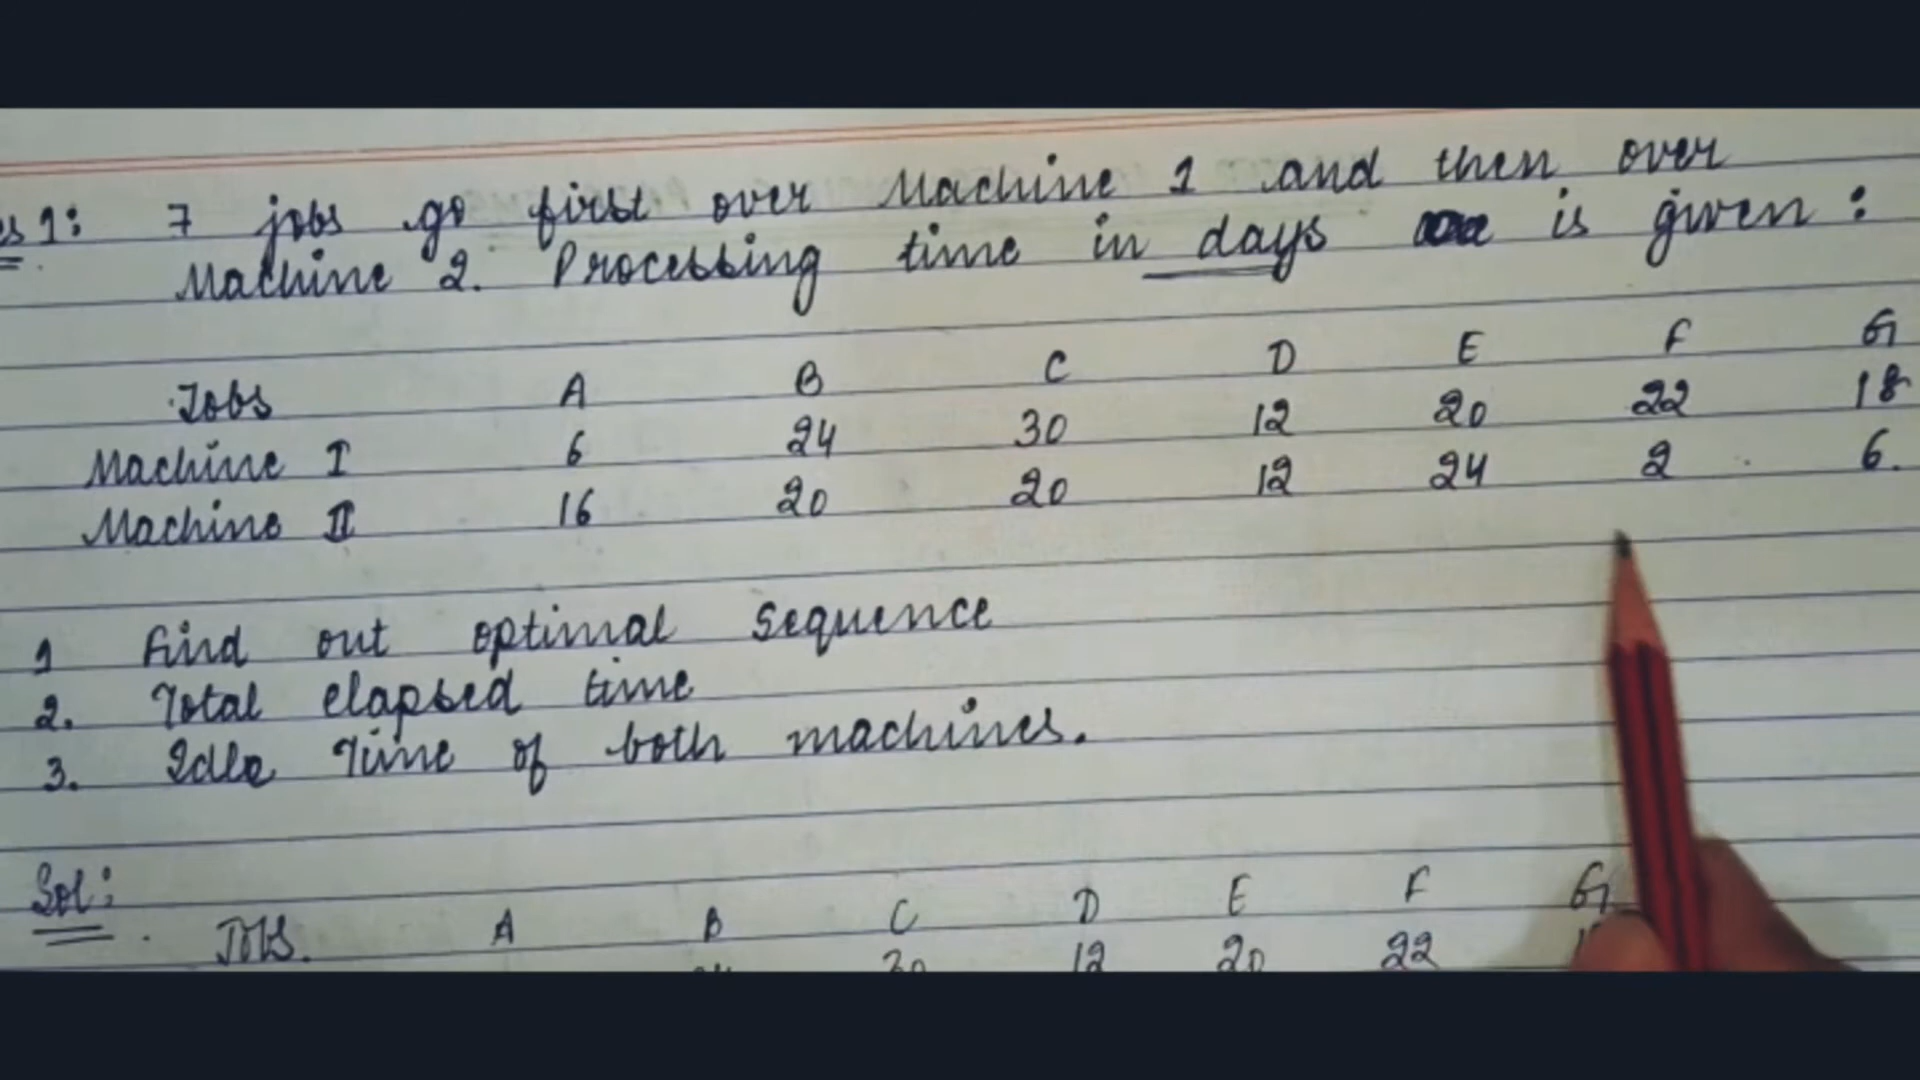 es 1: 7 jobs go first over Machine 1 and then over
Machine 2. Processing time in days is given:
Jobs A B C D E F G
Machine I 6 24 30 12 20 22 18
Machine II 16 20 20 12 24 2 6.
1 Find out optimal sequence
2. Total elapsed time
3. Idle Time of both machines.
Sol:
Jobs. A B C D E F G
30 12 20 22